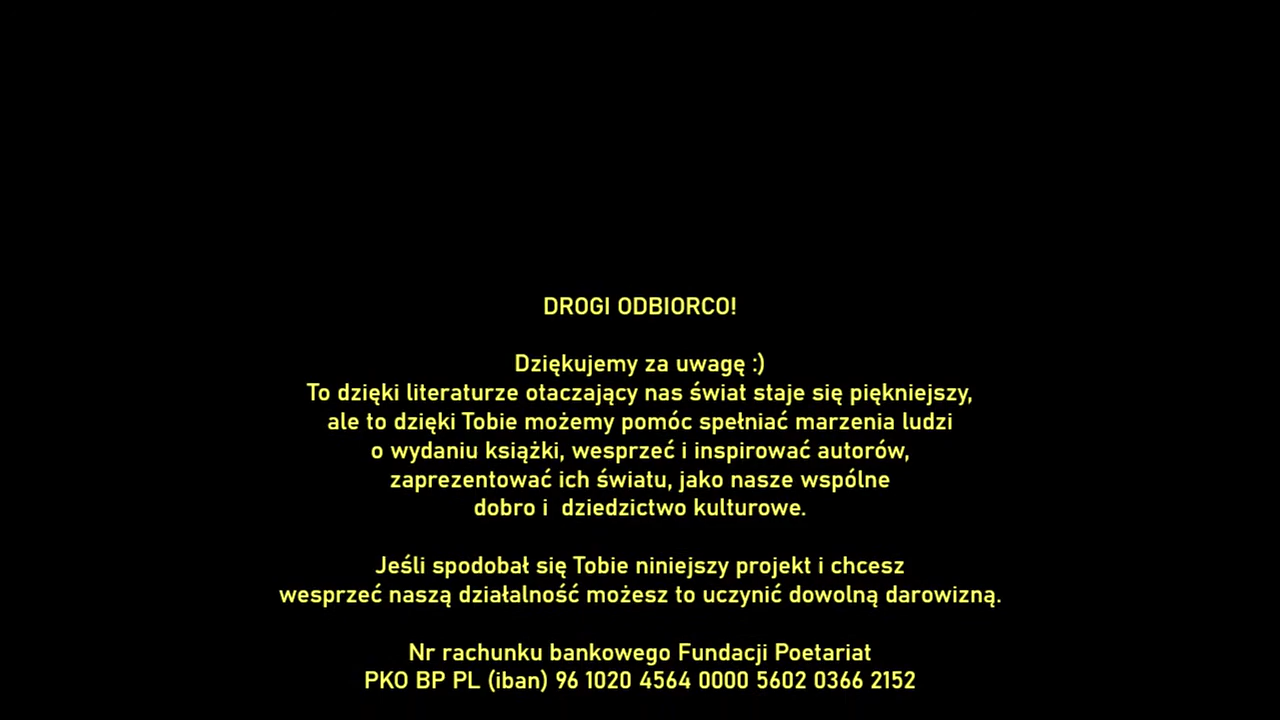 DROGI ODBIORCO!
Dziękujemy za uwagę :)
To dzięki literaturze otaczający nas świat staje się piękniejszy,
ale to dzięki Tobie możemy pomóc spełniać marzenia ludzi
o wydaniu książki, wesprzeć i inspirować autorów,
zaprezentować ich światu, jako nasze wspólne
dobro i  dziedzictwo kulturowe.
Jeśli spodobał się Tobie niniejszy projekt i chcesz
wesprzeć naszą działalność możesz to uczynić dowolną darowizną.
Nr rachunku bankowego Fundacji Poetariat
PKO BP PL (iban) 96 1020 4564 0000 5602 0366 2152